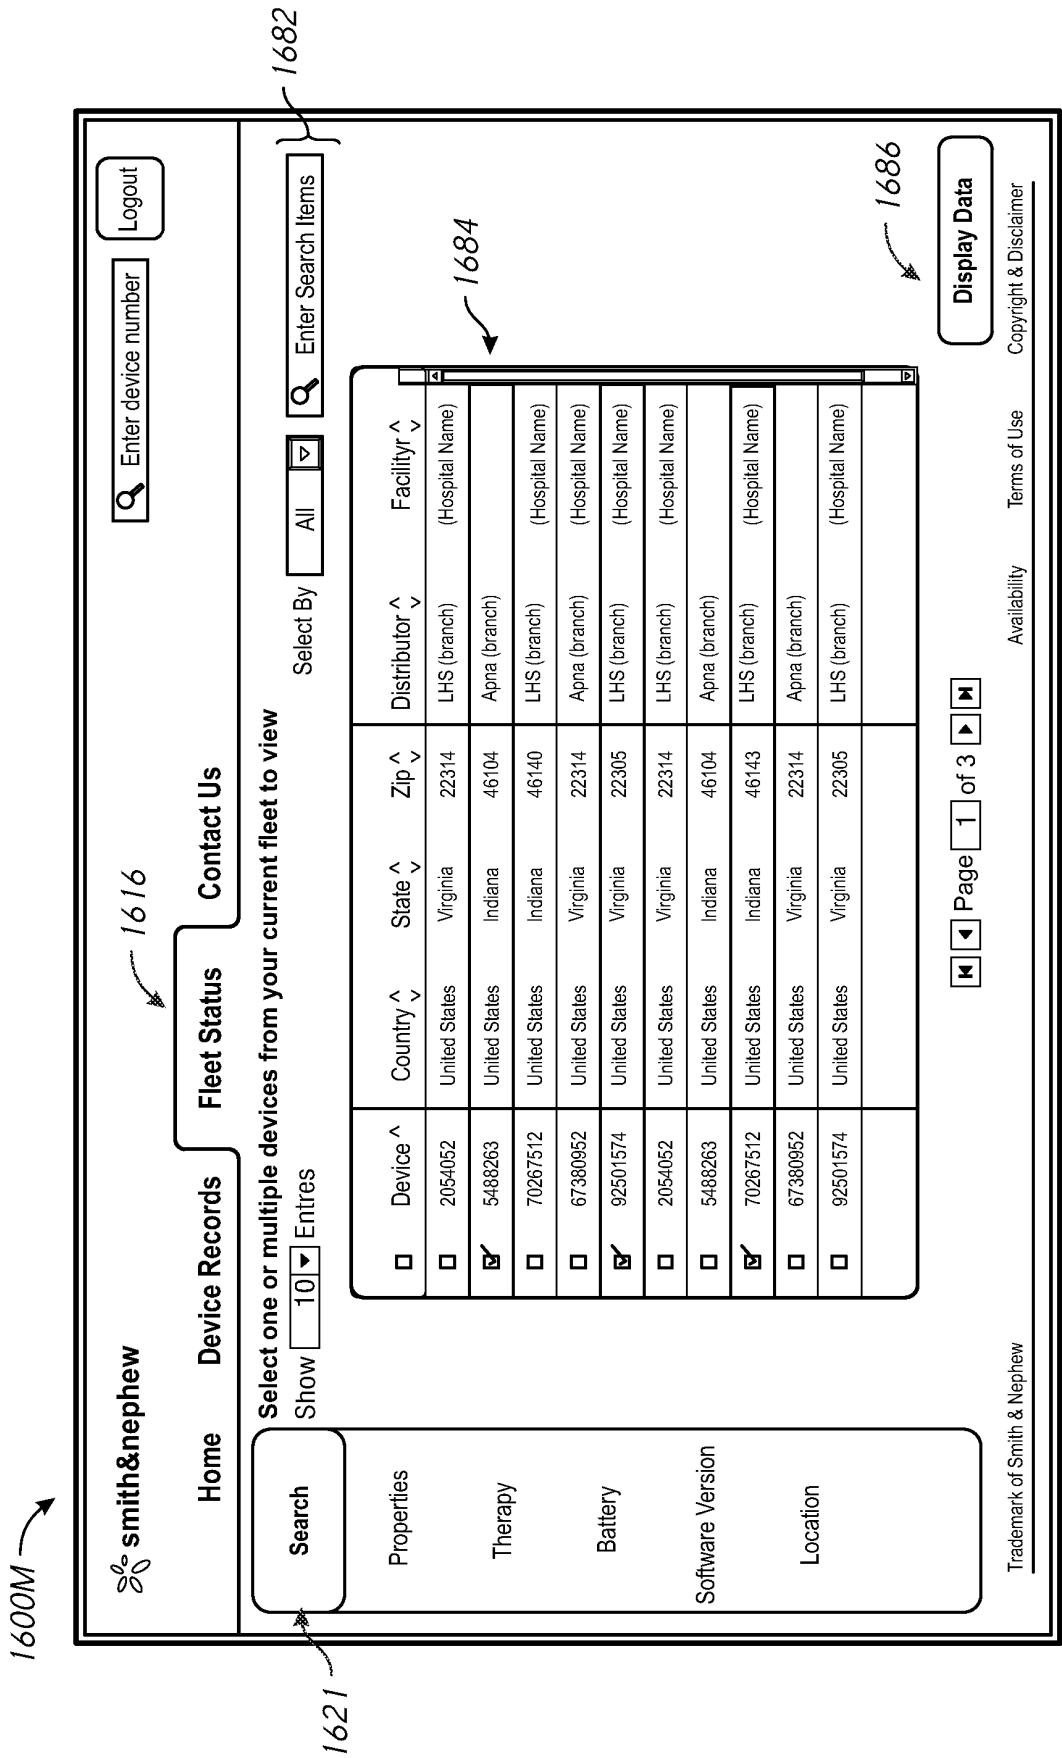 1600M
smith&nephew
Enter device number
Logout
1616
Home Device Records Fleet Status Contact Us
1621
1682
Search
Properties
Therapy
Battery
Software Version
Location
Select one or multiple devices from your current fleet to view
Show 10 Entres Select By All Enter Search Items
1684
Device ^ Country ^ State ^ Zip ^ Distributor ^ Facilityr ^
2054052 United States Virginia 22314 LHS (branch) (Hospital Name)
5488263 United States Indiana 46104 Apna (branch)
70267512 United States Indiana 46140 LHS (branch) (Hospital Name)
67380952 United States Virginia 22314 Apna (branch) (Hospital Name)
92501574 United States Virginia 22305 LHS (branch) (Hospital Name)
2054052 United States Virginia 22314 LHS (branch) (Hospital Name)
5488263 United States Indiana 46104 Apna (branch)
70267512 United States Indiana 46143 LHS (branch) (Hospital Name)
67380952 United States Virginia 22314 Apna (branch)
92501574 United States Virginia 22305 LHS (branch) (Hospital Name)
Page 1 of 3
1686
Display Data
Trademark of Smith & Nephew Availability Terms of Use Copyright & Disclaimer